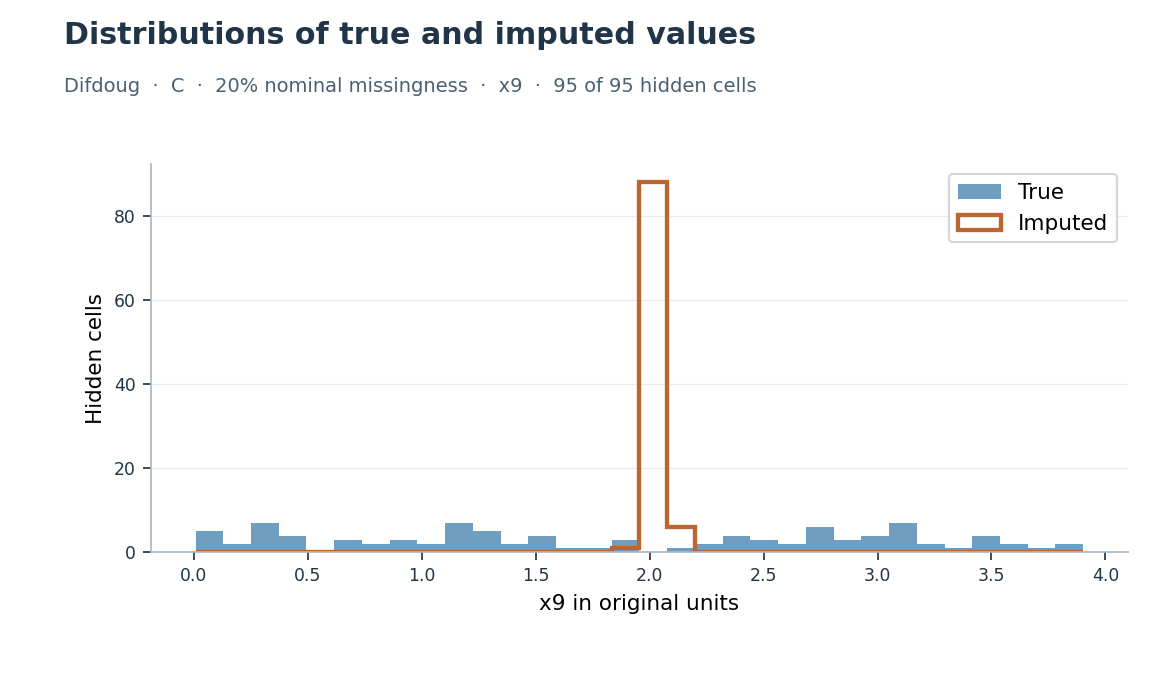 Distributions of true and imputed values
Difdoug · C · 20% nominal missingness · x9 · 95 of 95 hidden cells
True
Imputed
Hidden cells
80
60
40
20
0
0.0 0.5 1.0 1.5 2.0 2.5 3.0 3.5 4.0
x9 in original units